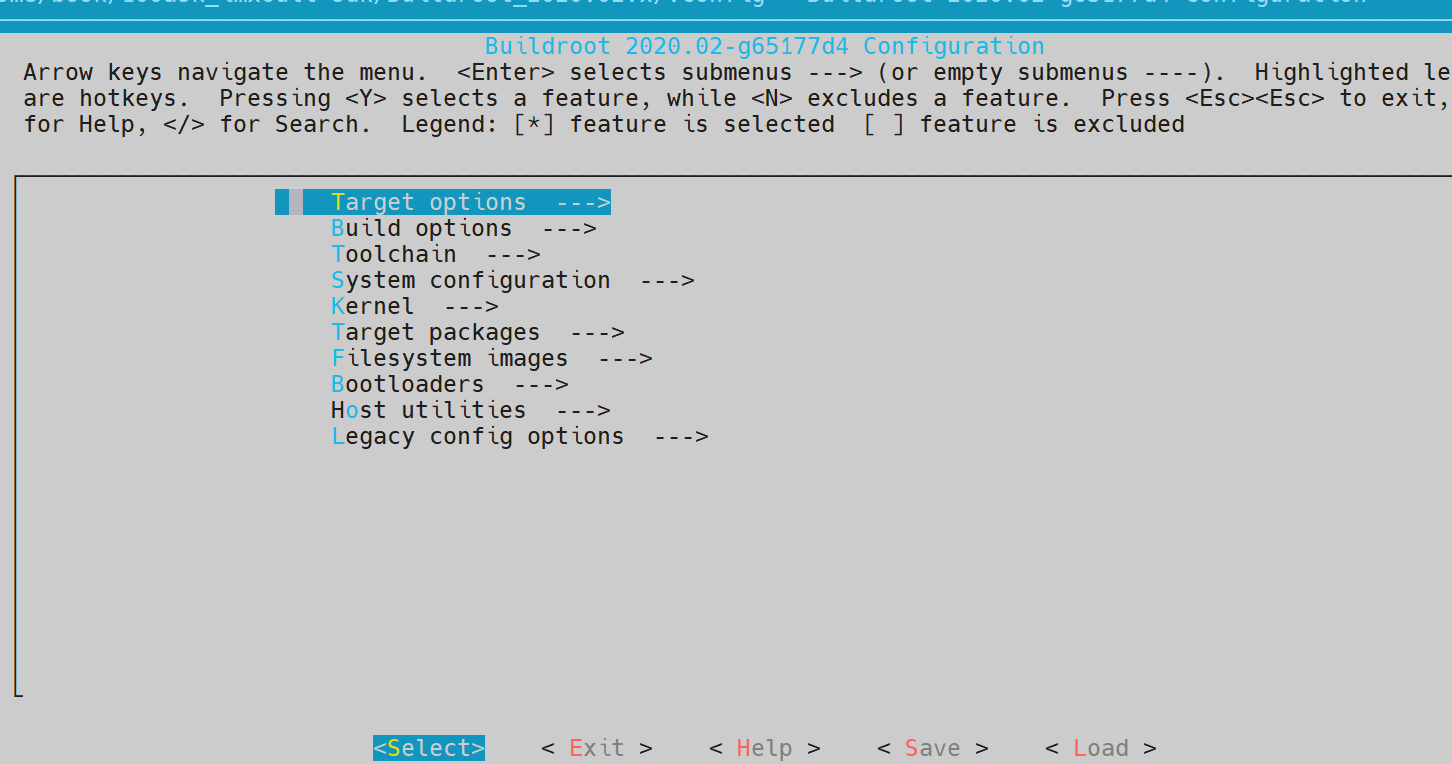 Buildroot 2020.02-g65177d4 Configuration
Arrow keys navigate the menu.  <Enter> selects submenus ---> (or empty submenus ----).  Highlighted le
are hotkeys.  Pressing <Y> selects a feature, while <N> excludes a feature.  Press <Esc><Esc> to exit,
for Help, </> for Search.  Legend: [*] feature is selected  [ ] feature is excluded
Target options  --->
Build options  --->
Toolchain  --->
System configuration  --->
Kernel  --->
Target packages  --->
Filesystem images  --->
Bootloaders  --->
Host utilities  --->
Legacy config options  --->
<Select>    < Exit >    < Help >    < Save >    < Load >